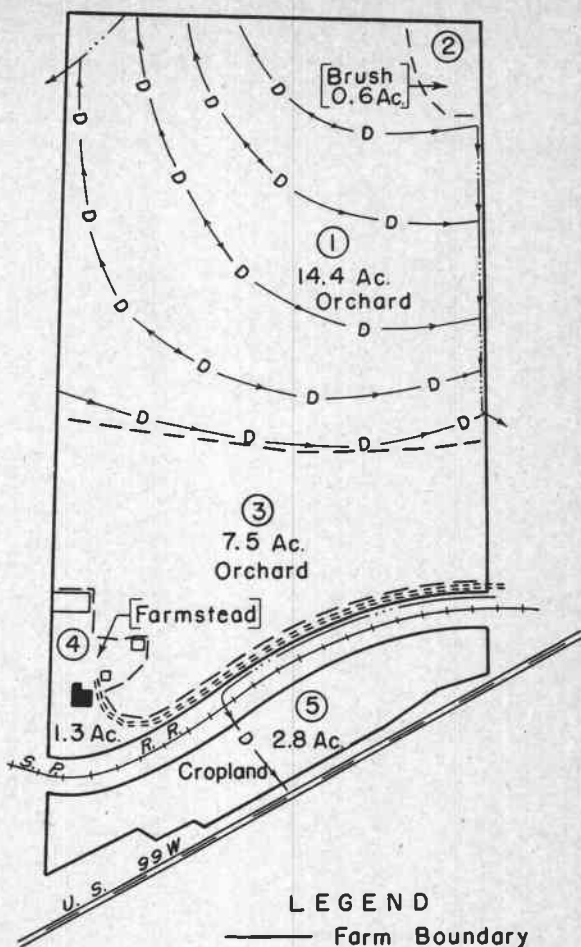 ②
[Brush]
0.6 Ac.
D
D
D
D
D
D
D
D
①
14.4 Ac.
Orchard
D
D
D
D
D
D
D
D
D
D
D
D
D
③
7.5 Ac.
Orchard
[Farmstead]
④
1.3 Ac.
S. P. R. R.
⑤
2.8 Ac.
D
Cropland
U. S. 99 W
LEGEND
Farm Boundary